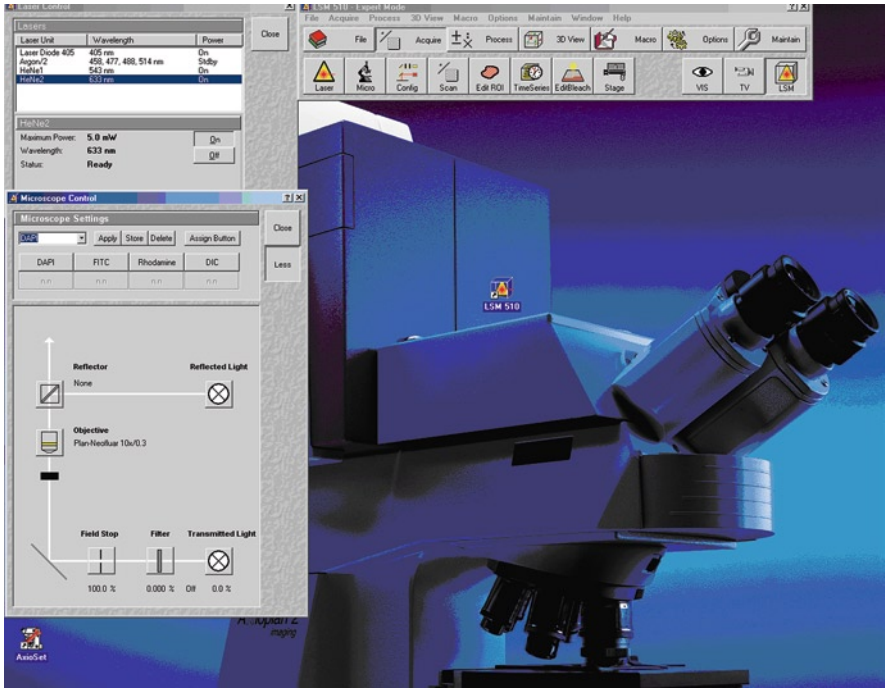 Laser Control
Lasers
Laser Unit Wavelength Power
Laser Diode 405 405 nm On
Argon/2 458, 477, 488, 514 nm Stdby
HeNe1 543 nm On
HeNe2 633 nm On
Close
HeNe2
Maximum Power: 5.0 mW
Wavelength: 633 nm
Status: Ready
On
Off
LSM 510 - Expert Mode
File Acquire Process 3D View Macro Options Maintain Window Help
File Acquire Process 3D View Macro Options Maintain
Laser Micro Config Scan Edit ROI TimeSeries EditBleach Stage VIS TV LSM
Microscope Control
Microscope Settings
DAPI Apply Store Delete Assign Button
DAPI FITC Rhodamine DIC
n.n n.n n.n n.n
Close
Less
Reflector Reflected Light
None
Objective
Plan-Neofluar 10x/0.3
Field Stop Filter Transmitted Light
100.0 % 0.000 % Off 0.0 %
LSM 510
imaging
AxioSet